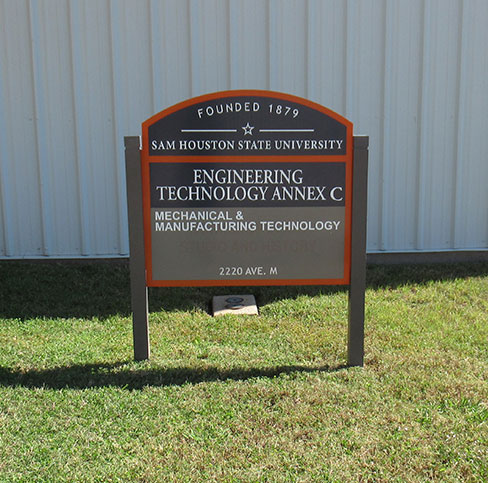 FOUNDED 1879
SAM HOUSTON STATE UNIVERSITY
ENGINEERING
TECHNOLOGY ANNEX C
MECHANICAL &
MANUFACTURING TECHNOLOGY
2220 AVE. M